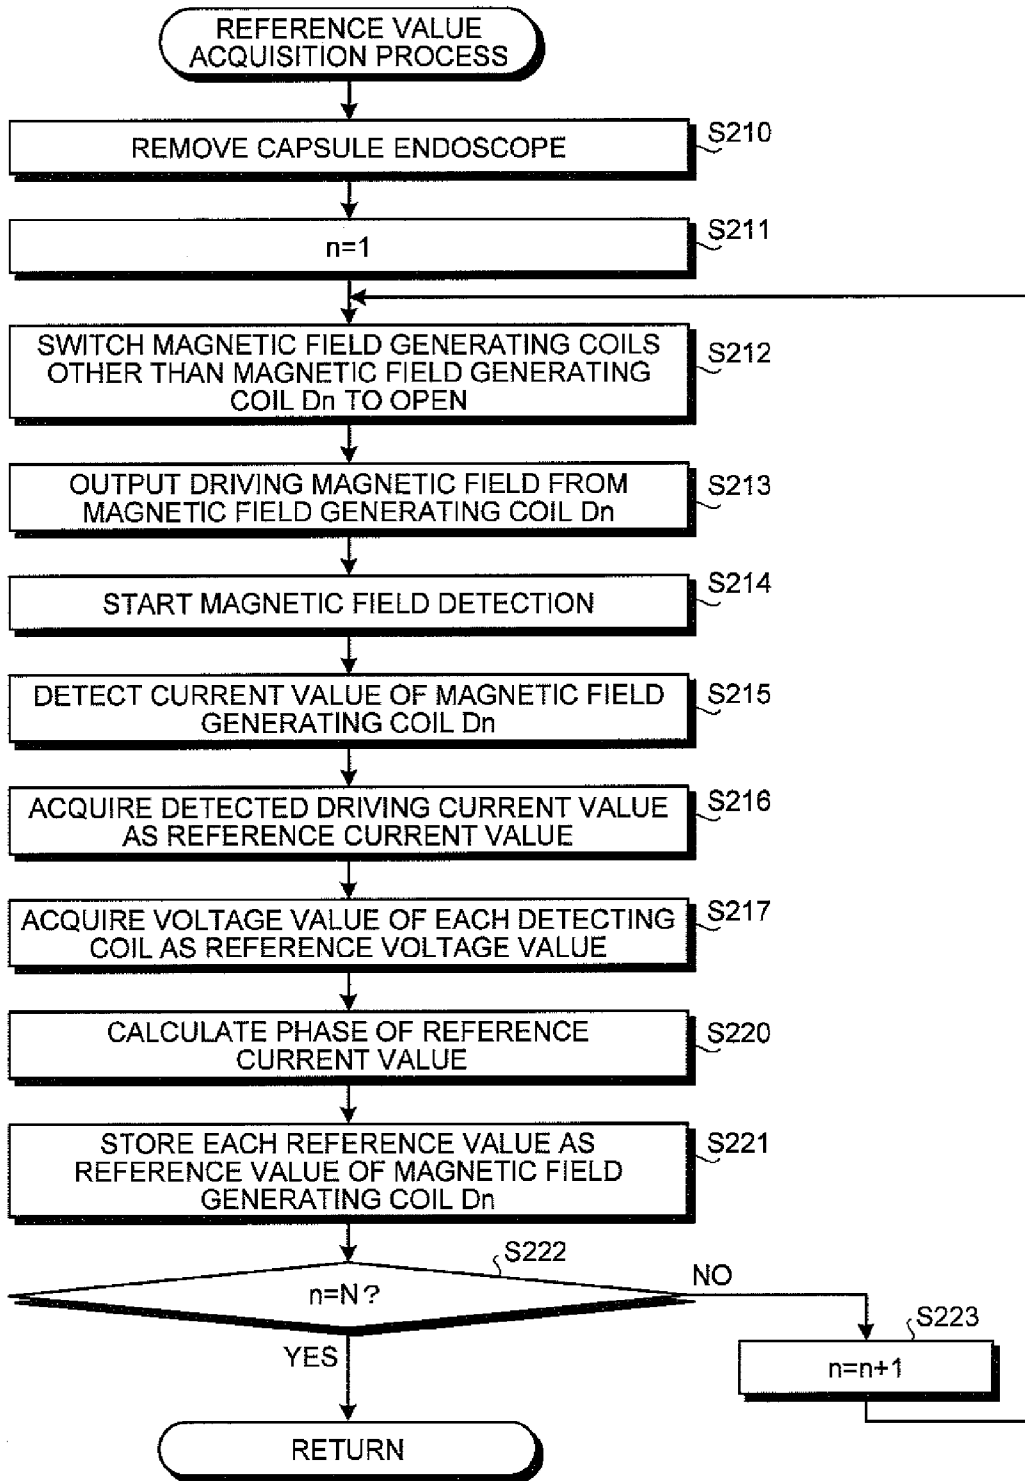 REFERENCE VALUE
ACQUISITION PROCESS
S210
REMOVE CAPSULE ENDOSCOPE
S211
n=1
S212
SWITCH MAGNETIC FIELD GENERATING COILS
OTHER THAN MAGNETIC FIELD GENERATING
COIL Dn TO OPEN
S213
OUTPUT DRIVING MAGNETIC FIELD FROM
MAGNETIC FIELD GENERATING COIL Dn
S214
START MAGNETIC FIELD DETECTION
S215
DETECT CURRENT VALUE OF MAGNETIC FIELD
GENERATING COIL Dn
S216
ACQUIRE DETECTED DRIVING CURRENT VALUE
AS REFERENCE CURRENT VALUE
S217
ACQUIRE VOLTAGE VALUE OF EACH DETECTING
COIL AS REFERENCE VOLTAGE VALUE
S220
CALCULATE PHASE OF REFERENCE
CURRENT VALUE
S221
STORE EACH REFERENCE VALUE AS
REFERENCE VALUE OF MAGNETIC FIELD
GENERATING COIL Dn
S222
n=N?
NO
S223
n=n+1
YES
RETURN